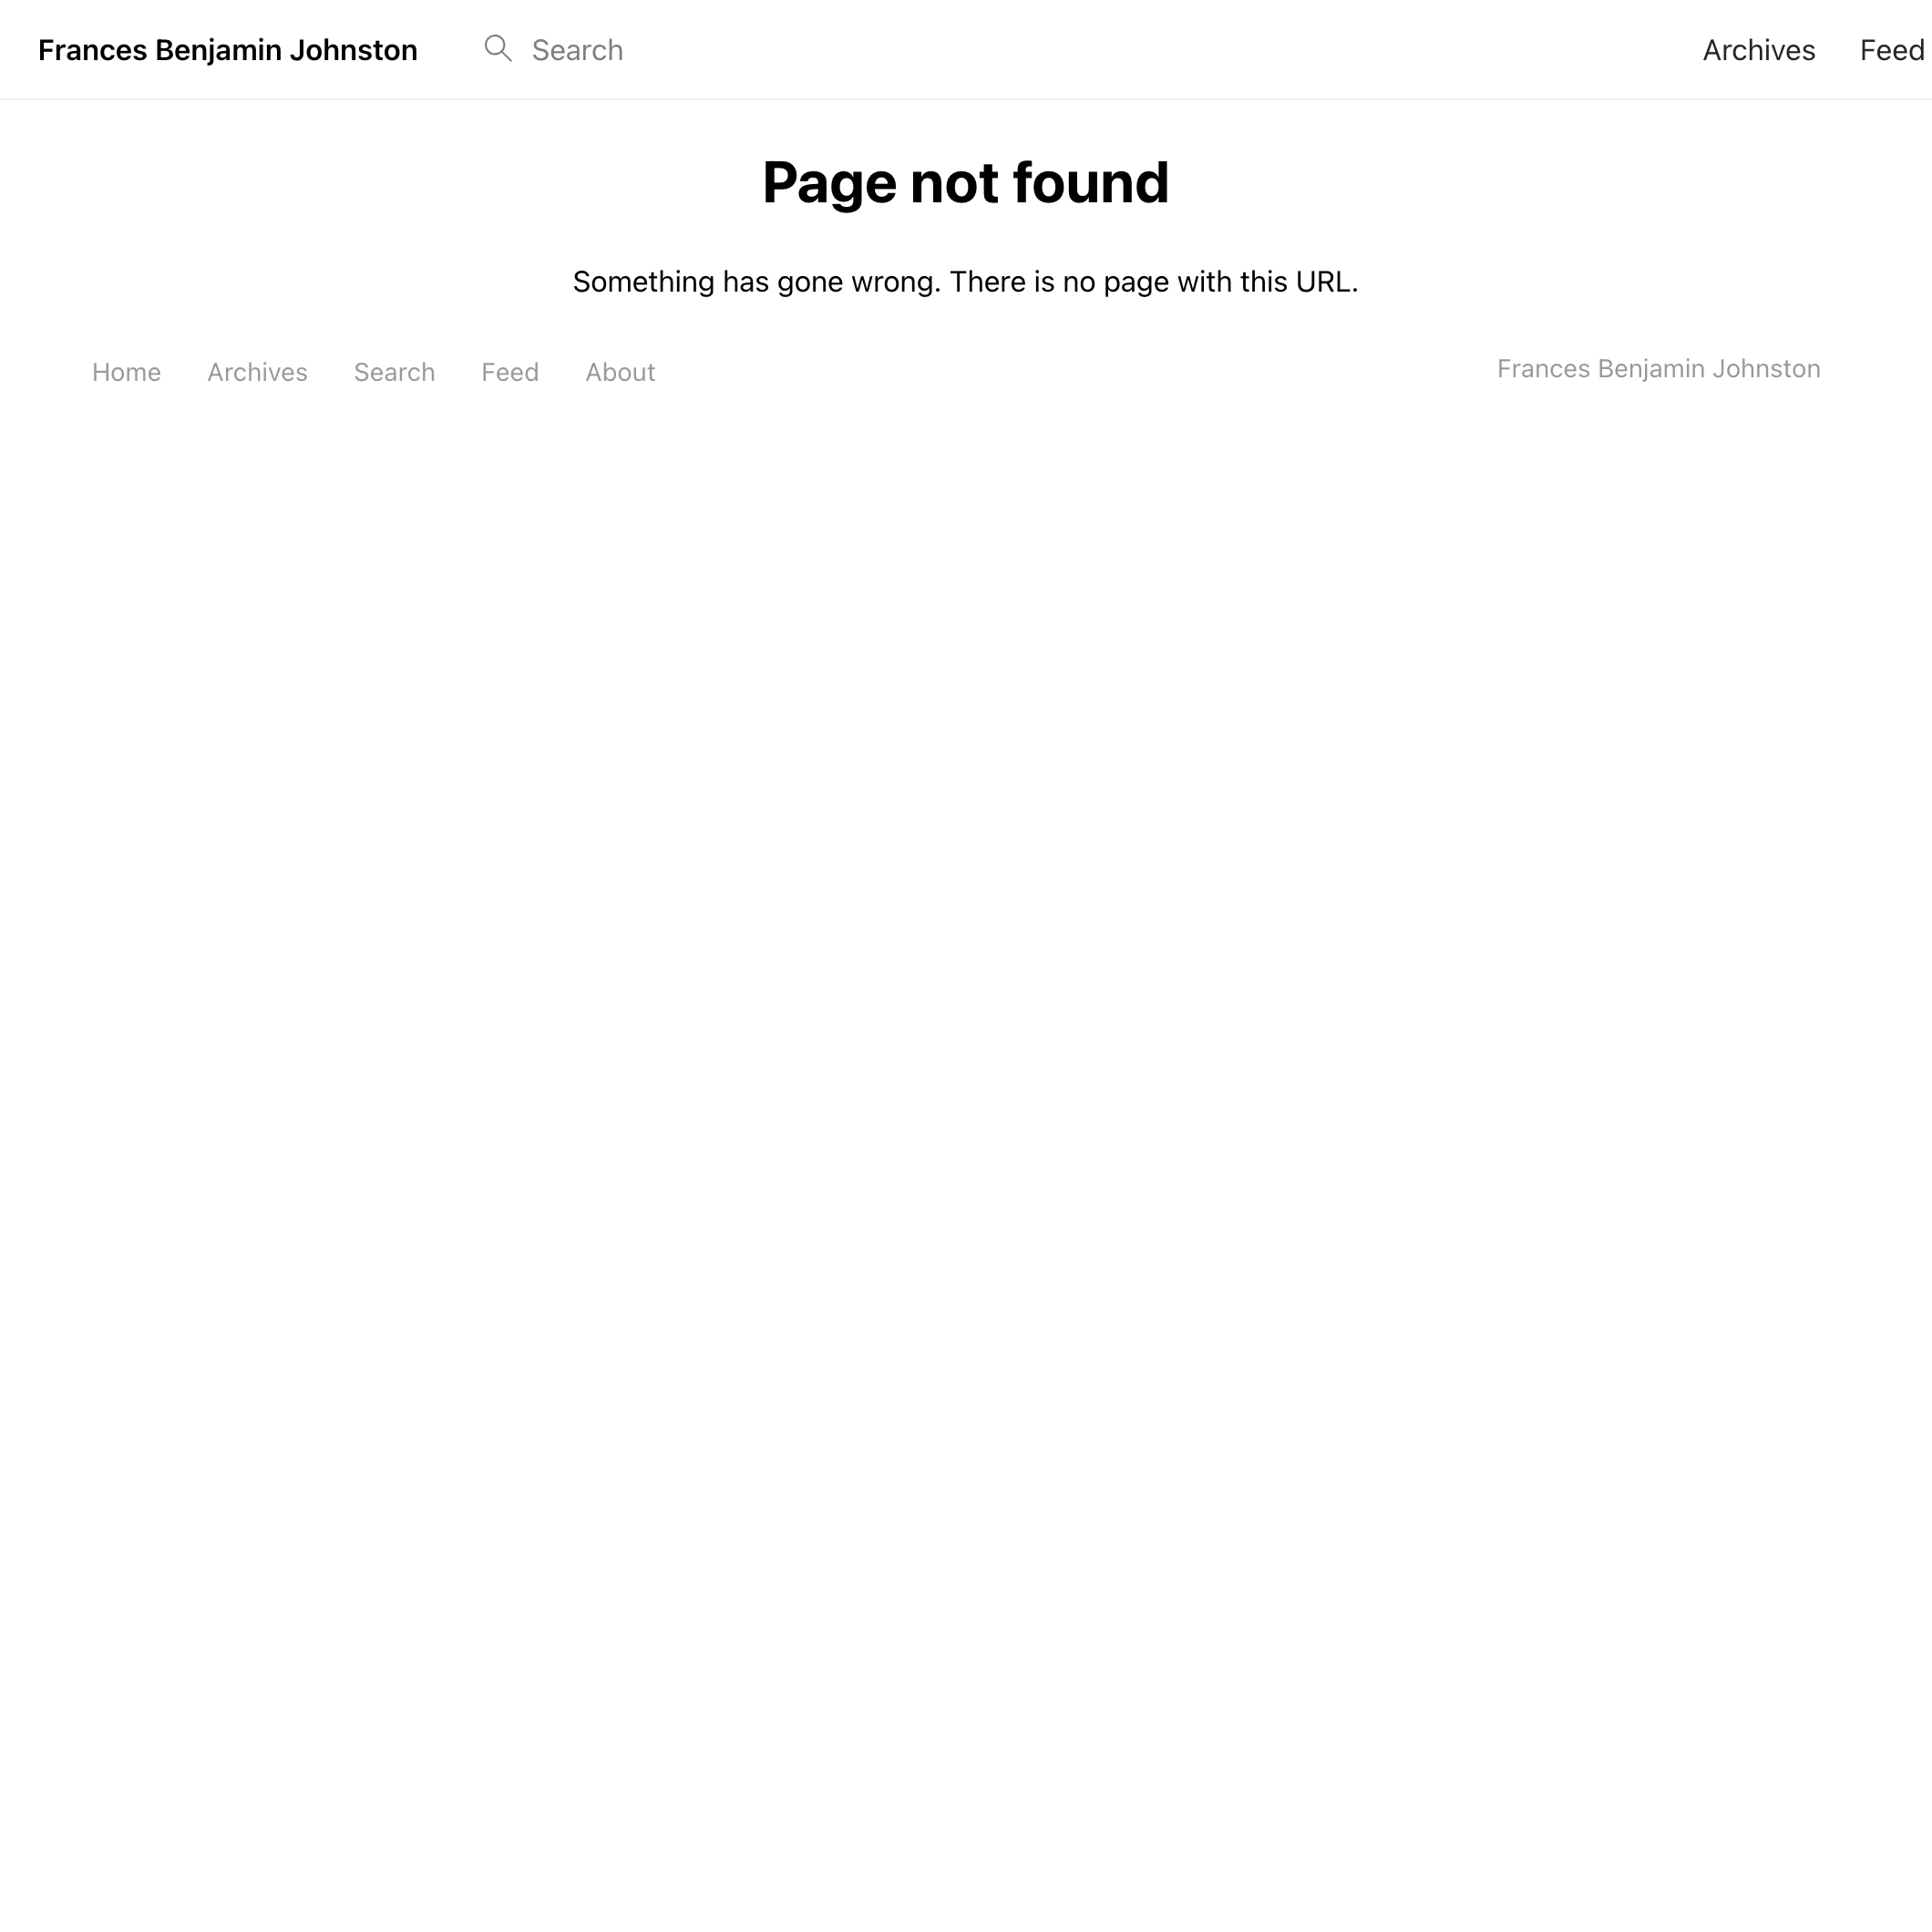 Frances Benjamin Johnston Search Archives Feed
Page not found
Something has gone wrong. There is no page with this URL.
Home Archives Search Feed About Frances Benjamin Johnston